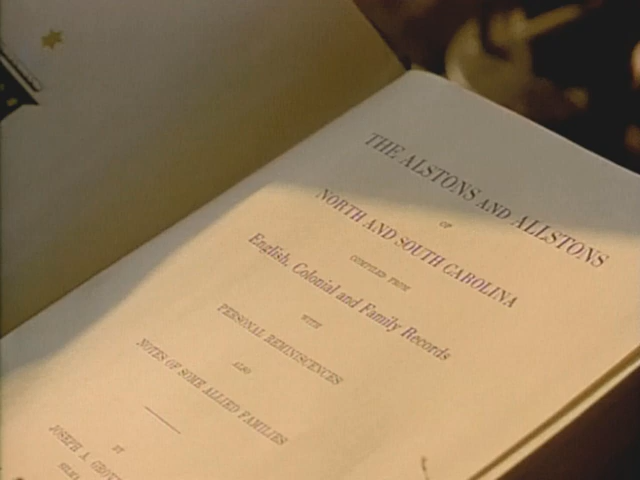 THE ALSTONS AND ALLSTONS
OF
NORTH AND SOUTH CAROLINA
COMPILED FROM
English, Colonial and Family Records
WITH
PERSONAL REMINISCENCES
ALSO
NOTES OF SOME ALLIED FAMILIES
BY
JOSEPH A.